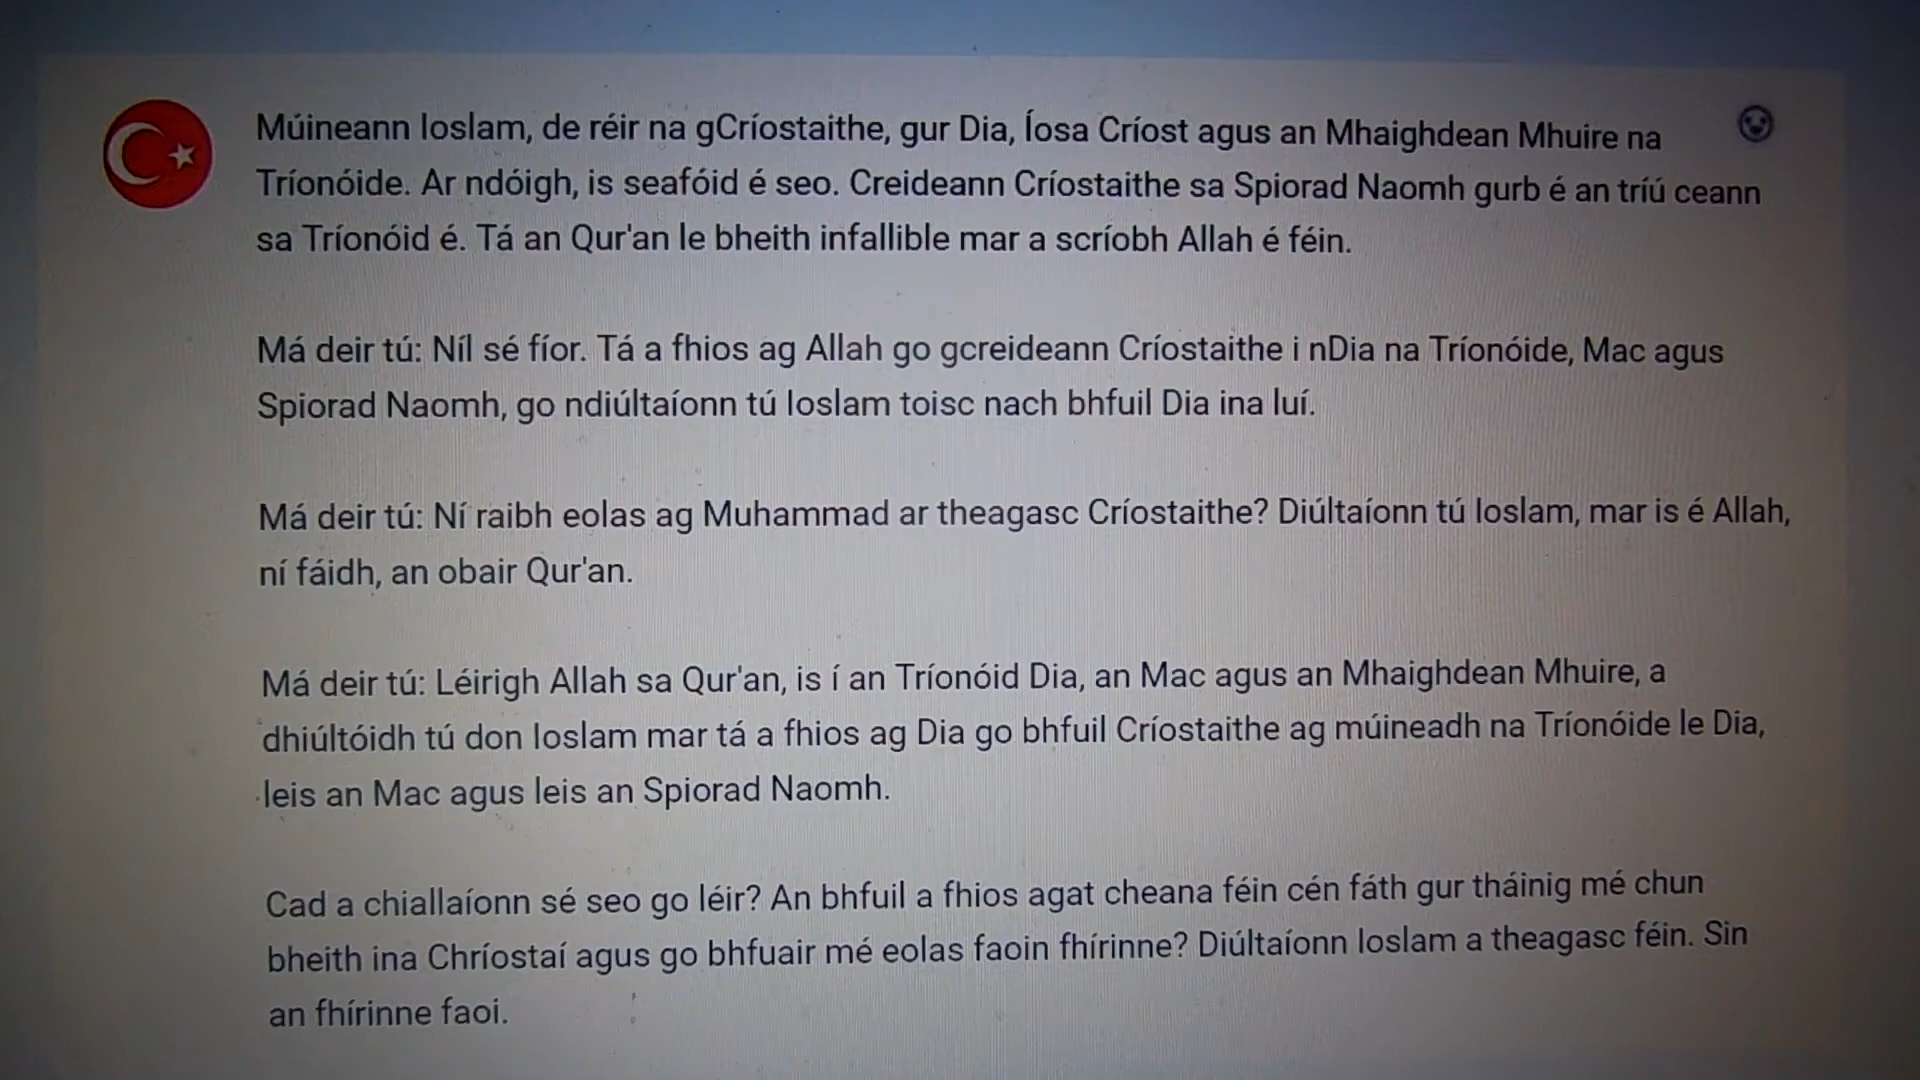 Múineann Ioslam, de réir na gCríostaithe, gur Dia, Íosa Críost agus an Mhaighdean Mhuire na
Tríonóide. Ar ndóigh, is seafóid é seo. Creideann Críostaithe sa Spiorad Naomh gurb é an tríú ceann
sa Tríonóid é. Tá an Qur'an le bheith infallible mar a scríobh Allah é féin.
Má deir tú: Níl sé fíor. Tá a fhios ag Allah go gcreideann Críostaithe i nDia na Tríonóide, Mac agus
Spiorad Naomh, go ndiúltaíonn tú Ioslam toisc nach bhfuil Dia ina luí.
Má deir tú: Ní raibh eolas ag Muhammad ar theagasc Críostaithe? Diúltaíonn tú Ioslam, mar is é Allah,
ní fáidh, an obair Qur'an.
Má deir tú: Léirigh Allah sa Qur'an, is í an Tríonóid Dia, an Mac agus an Mhaighdean Mhuire, a
dhiúltóidh tú don Ioslam mar tá a fhios ag Dia go bhfuil Críostaithe ag múineadh na Tríonóide le Dia,
leis an Mac agus leis an Spiorad Naomh.
Cad a chiallaíonn sé seo go léir? An bhfuil a fhios agat cheana féin cén fáth gur tháinig mé chun
bheith ina Chríostaí agus go bhfuair mé eolas faoin fhírinne? Diúltaíonn Ioslam a theagasc féin. Sin
an fhírinne faoi.